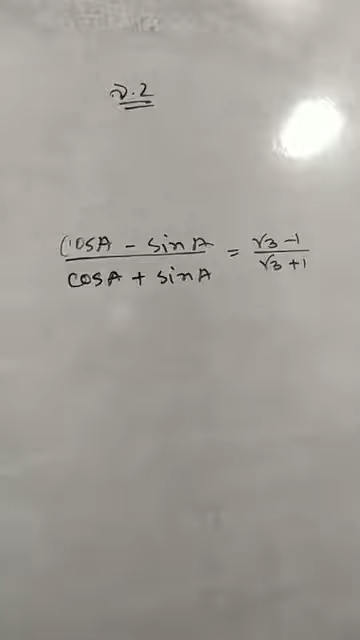 Q.2
cosA - sinA / cosA + sinA = √3 -1 / √3 +1